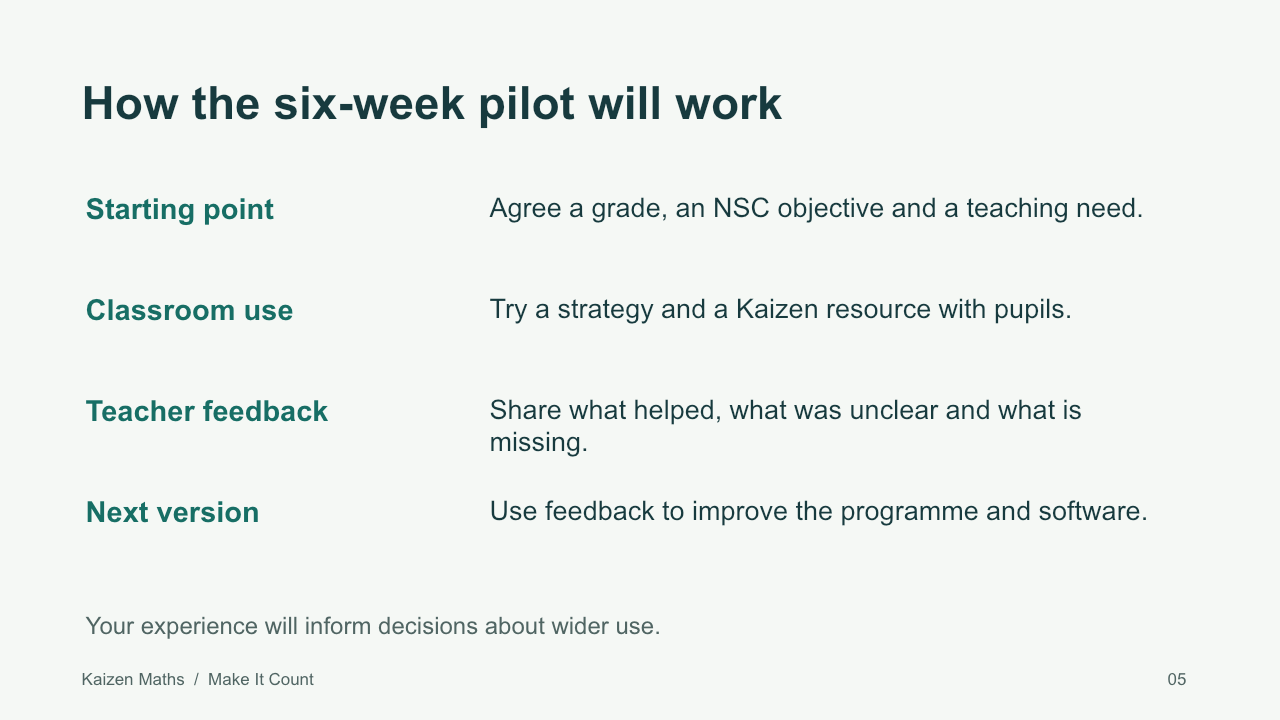 How the six-week pilot will work
Starting point
Agree a grade, an NSC objective and a teaching need.
Classroom use
Try a strategy and a Kaizen resource with pupils.
Teacher feedback
Share what helped, what was unclear and what is
missing.
Next version
Use feedback to improve the programme and software.
Your experience will inform decisions about wider use.
Kaizen Maths / Make It Count
05